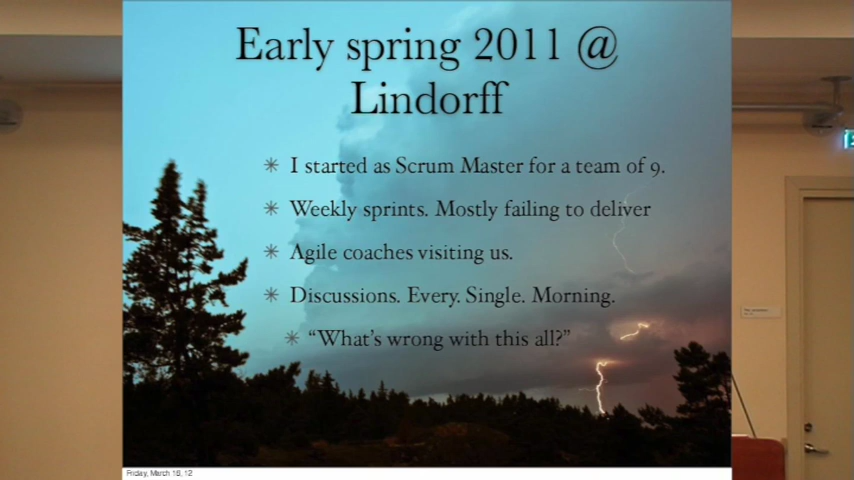 Early spring 2011 @
Lindorff
✳ I started as Scrum Master for a team of 9.
✳ Weekly sprints. Mostly failing to deliver
✳ Agile coaches visiting us.
✳ Discussions. Every. Single. Morning.
✳ “What’s wrong with this all?”
Friday, March 16, 12